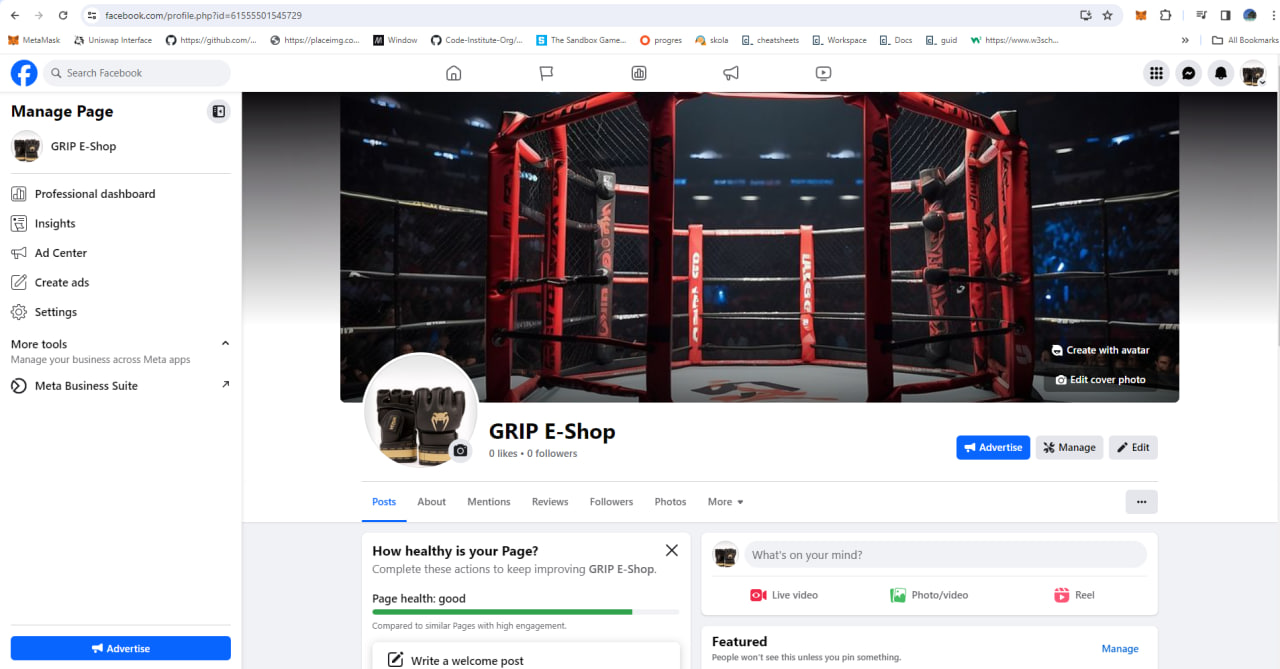 facebook.com/profile.php?id=61555501545729
MetaMask
Uniswap Interface
https://github.com/...
https://placeimg.co...
Window
Code-Institute-Org/...
The Sandbox Game...
progres
skola
cheatsheets
Workspace
Docs
guid
https://www.w3sch...
»
All Bookmarks
Search Facebook
Manage Page
GRIP E-Shop
Professional dashboard
Insights
Ad Center
Create ads
Settings
More tools
Manage your business across Meta apps
Meta Business Suite
Advertise
Create with avatar
Edit cover photo
GRIP E-Shop
0 likes • 0 followers
Advertise
Manage
Edit
Posts
About
Mentions
Reviews
Followers
Photos
More
How healthy is your Page?
Complete these actions to keep improving GRIP E-Shop.
Page health: good
Compared to similar Pages with high engagement.
Write a welcome post
What's on your mind?
Live video
Photo/video
Reel
Featured
Manage
People won't see this unless you pin something.